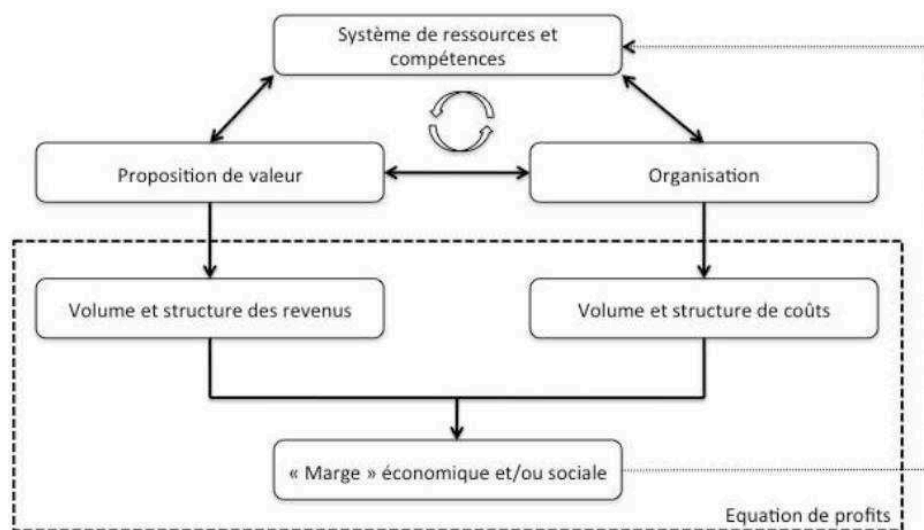 Système de ressources et
compétences
Proposition de valeur
Organisation
Volume et structure des revenus
Volume et structure de coûts
« Marge » économique et/ou sociale
Equation de profits